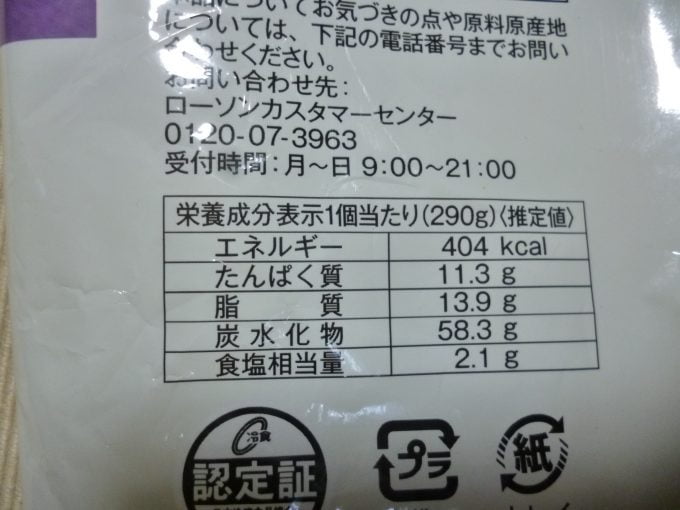 本品についてお気づきの点や原料原産地
については、下記の電話番号までお問い
合わせください。
お問い合わせ先:
ローソンカスタマーセンター
0120-07-3963
受付時間:月～日 9:00～21:00
栄養成分表示1個当たり(290g)〈推定値〉
エネルギー 404 kcal
たんぱく質 11.3 g
脂質 13.9 g
炭水化物 58.3 g
食塩相当量 2.1 g
冷食
認定証
プラ
紙